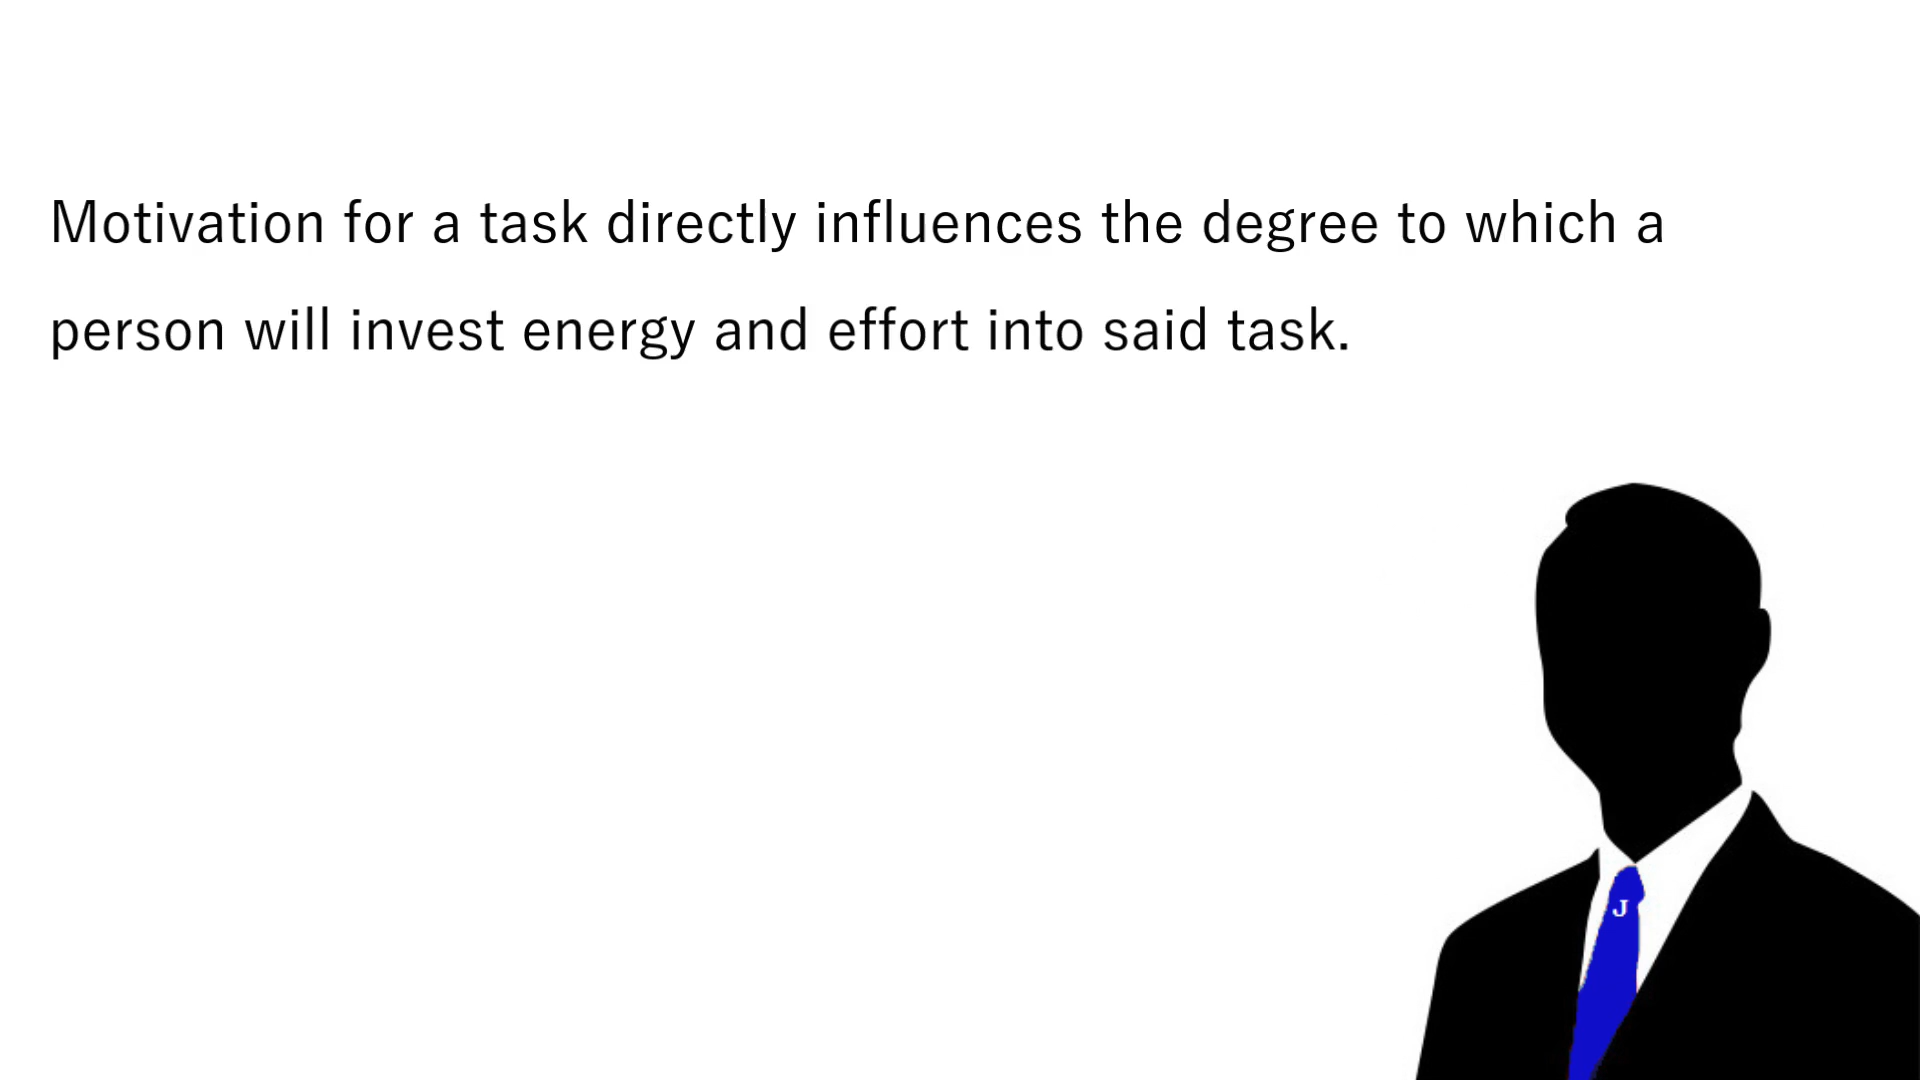 Motivation for a task directly influences the degree to which a
person will invest energy and effort into said task.
J